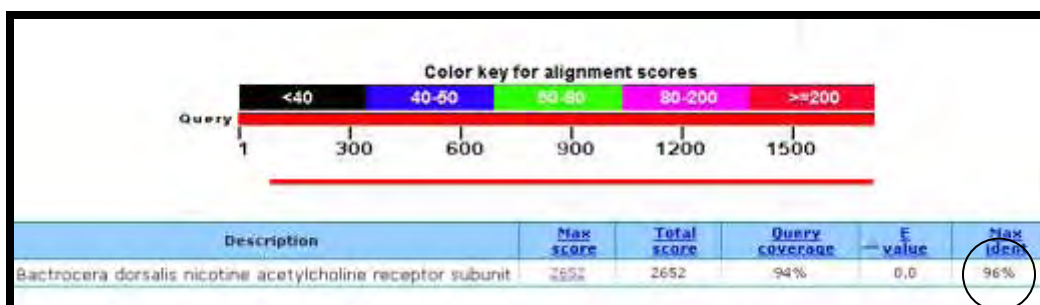 Color key for alignment scores
<40 40-50 50-80 80-200 >=200
Query
1 300 600 900 1200 1500
Description Max score Total score Query coverage E value Max ident
Bactrocera dorsalis nicotine acetylcholine receptor subunit 2652 2652 94% 0.0 96%